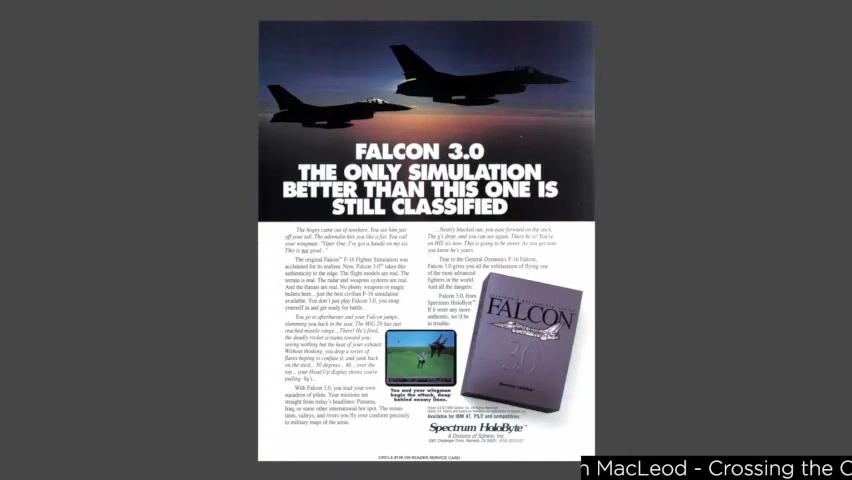 FALCON 3.0
THE ONLY SIMULATION
BETTER THAN THIS ONE IS
STILL CLASSIFIED
The bogey came out of nowhere. You see him just
off your tail. The adrenalin hits you like a fist. You call
your wingman: "Viper One, I've got a bandit on my six.
This is not good..."
The original Falcon™ F-16 Fighter Simulation was
acclaimed for its realism. Now, Falcon 3.0™ takes this
authenticity to the edge. The flight models are real. The
terrain is real. The radar and weapons systems are real.
And the threats are real. No phony weapons or magic
bullets here... just the best civilian F-16 simulation
available. You don't just play Falcon 3.0, you strap
yourself in and get ready for battle.
You go to afterburner and your Falcon jumps,
slamming you back in the seat. The MiG 29 has just
reached missile range... There! He's fired,
the deadly rocket screams toward you,
seeing nothing but the heat of your exhaust.
Without thinking, you drop a series of
flares hoping to confuse it, and yank back
on the stick... 30 degrees... 80... over the
top... your Head Up display shows you're
pulling 9g's...
With Falcon 3.0, you lead your own
squadron of pilots. Your missions are
straight from today's headlines: Panama,
Iraq, or some other international hot spot. The moun-
tains, valleys, and rivers you fly over conform precisely
to military maps of the areas.
...Nearly blacked out, you ease forward on the stick.
The g's drop, and you can see again. There he is! You're
on HIS six now. This is going to be sweet. As you get tone
you know he's yours.
True to the General Dynamics F-16 Falcon,
Falcon 3.0 gives you all the exhilaration of flying one
of the most advanced
fighters in the world.
And all the dangers.
Falcon 3.0, from
Spectrum HoloByte™
If it were any more
authentic, we'd be
in trouble.
FALCON
3.0
Spectrum HoloByte
You and your wingman
begin the attack, deep
behind enemy lines.
Available for IBM AT, PS/2 and compatibles
Spectrum HoloByte™
A Division of Sphere, Inc.
2061 Challenger Drive, Alameda, CA 94501
CIRCLE #149 ON READER SERVICE CARD
n MacLeod - Crossing the C